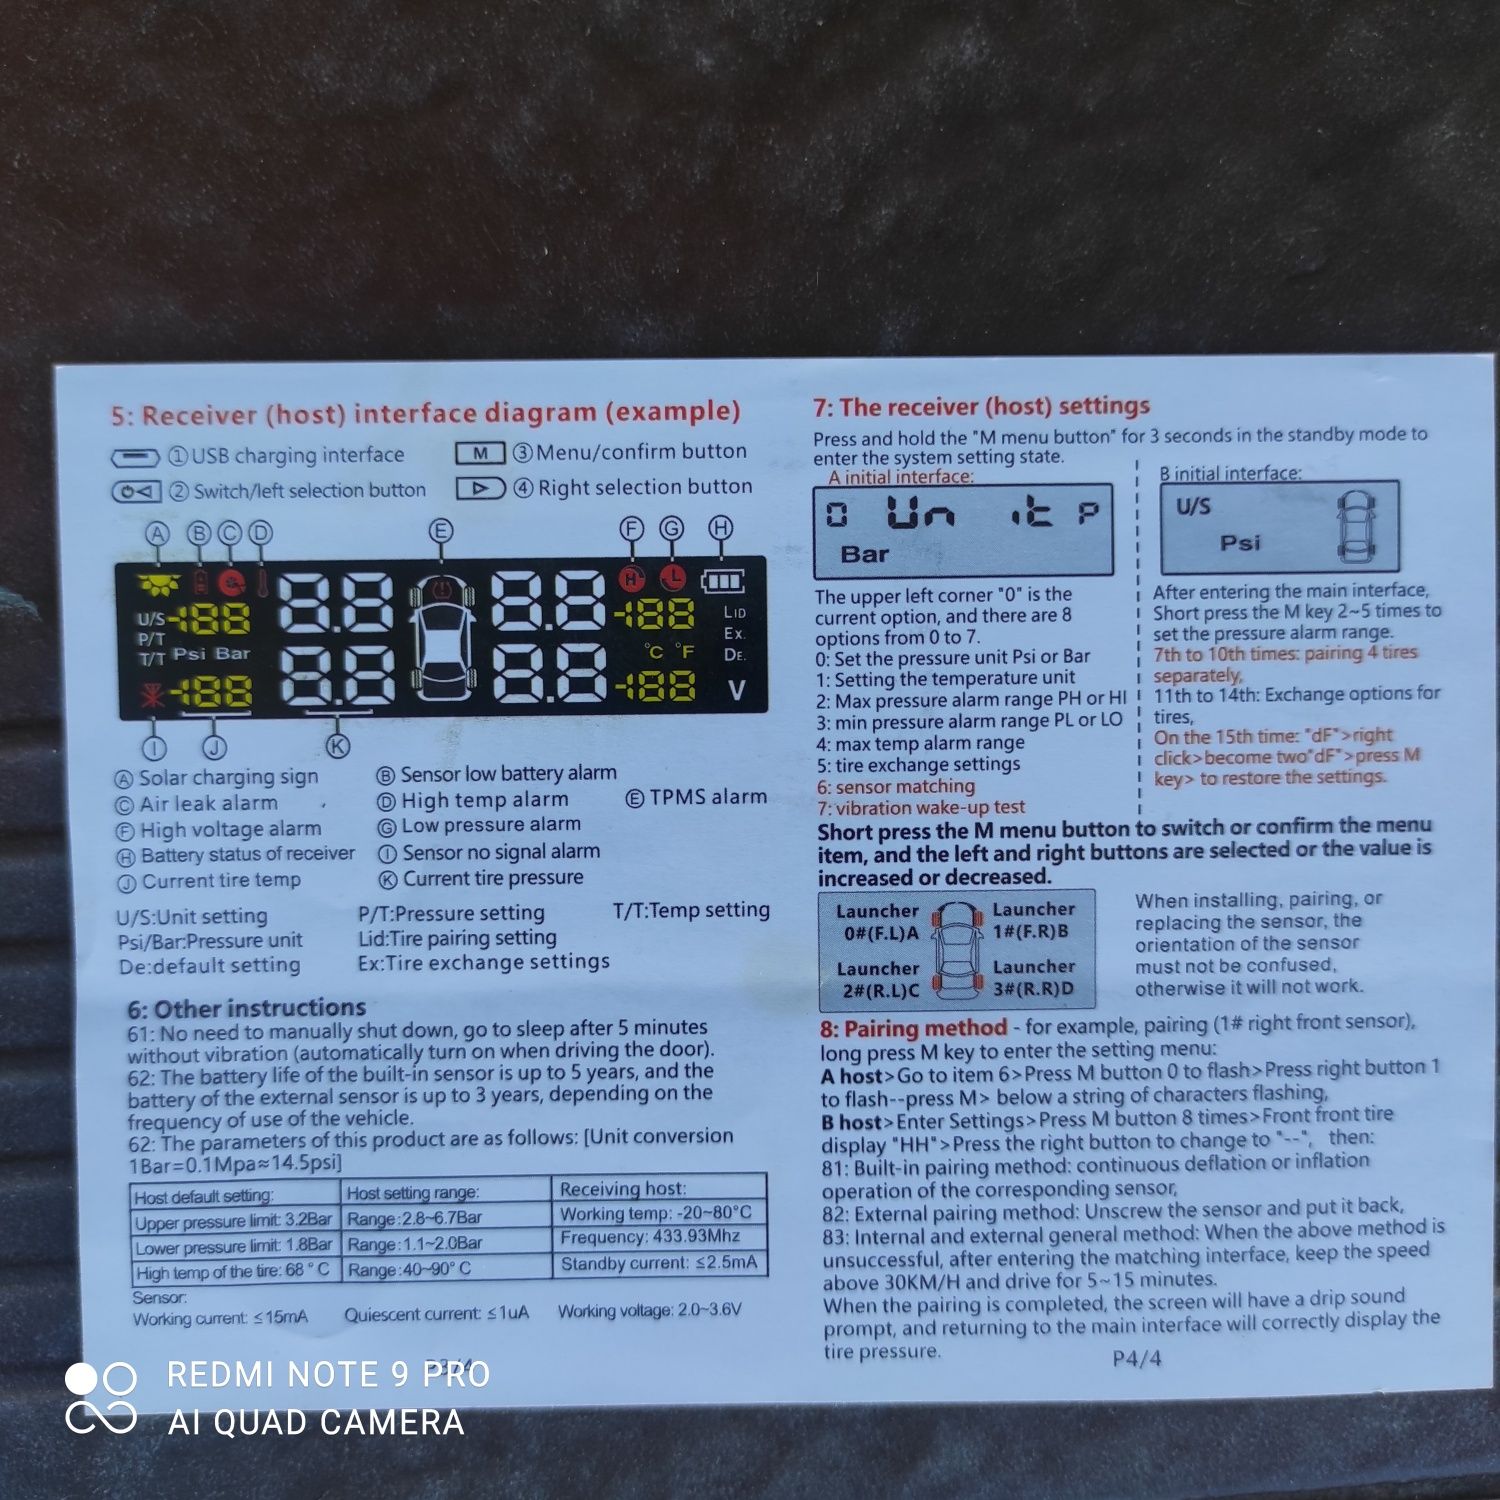 5: Receiver (host) interface diagram (example)
①USB charging interface
M ③Menu/confirm button
② Switch/left selection button
④ Right selection button
A B C D E F G H
U/S
P/T
T/T Psi Bar
H L
°C °F
LID
Ex.
DE.
V
I J K
Ⓐ Solar charging sign
Ⓑ Sensor low battery alarm
Ⓒ Air leak alarm
Ⓓ High temp alarm
Ⓔ TPMS alarm
Ⓕ High voltage alarm
Ⓖ Low pressure alarm
Ⓗ Battery status of receiver
Ⓘ Sensor no signal alarm
Ⓙ Current tire temp
Ⓚ Current tire pressure
U/S:Unit setting
P/T:Pressure setting
T/T:Temp setting
Psi/Bar:Pressure unit
Lid:Tire pairing setting
De:default setting
Ex:Tire exchange settings
6: Other instructions
61: No need to manually shut down, go to sleep after 5 minutes
without vibration (automatically turn on when driving the door).
62: The battery life of the built-in sensor is up to 5 years, and the
battery of the external sensor is up to 3 years, depending on the
frequency of use of the vehicle.
62: The parameters of this product are as follows: [Unit conversion
1Bar=0.1Mpa≈14.5psi]
Host default setting:
Host setting range:
Receiving host:
Upper pressure limit: 3.2Bar
Range:2.8~6.7Bar
Working temp: -20~80°C
Lower pressure limit: 1.8Bar
Range:1.1~2.0Bar
Frequency: 433.93Mhz
High temp of the tire: 68 ° C
Range:40~90° C
Standby current: ≤2.5mA
Sensor:
Working current: ≤15mA
Quiescent current: ≤1uA
Working voltage: 2.0~3.6V
7: The receiver (host) settings
Press and hold the "M menu button" for 3 seconds in the standby mode to
enter the system setting state.
A initial interface:
0 Un it P
Bar
The upper left corner "0" is the
current option, and there are 8
options from 0 to 7.
0: Set the pressure unit Psi or Bar
1: Setting the temperature unit
2: Max pressure alarm range PH or HI
3: min pressure alarm range PL or LO
4: max temp alarm range
5: tire exchange settings
6: sensor matching
7: vibration wake-up test
B initial interface:
U/S
Psi
After entering the main interface,
Short press the M key 2~5 times to
set the pressure alarm range.
7th to 10th times: pairing 4 tires
separately,
11th to 14th: Exchange options for
tires,
On the 15th time: "dF">right
click>become two"dF">press M
key> to restore the settings.
Short press the M menu button to switch or confirm the menu
item, and the left and right buttons are selected or the value is
increased or decreased.
Launcher
0#(F.L)A
Launcher
1#(F.R)B
Launcher
2#(R.L)C
Launcher
3#(R.R)D
When installing, pairing, or
replacing the sensor, the
orientation of the sensor
must not be confused,
otherwise it will not work.
8: Pairing method - for example, pairing (1# right front sensor),
long press M key to enter the setting menu:
A host>Go to item 6>Press M button 0 to flash>Press right button 1
to flash--press M> below a string of characters flashing,
B host>Enter Settings>Press M button 8 times>Front front tire
display "HH">Press the right button to change to "--", then:
81: Built-in pairing method: continuous deflation or inflation
operation of the corresponding sensor,
82: External pairing method: Unscrew the sensor and put it back,
83: Internal and external general method: When the above method is
unsuccessful, after entering the matching interface, keep the speed
above 30KM/H and drive for 5~15 minutes.
When the pairing is completed, the screen will have a drip sound
prompt, and returning to the main interface will correctly display the
tire pressure.
P4/4
REDMI NOTE 9 PRO
AI QUAD CAMERA